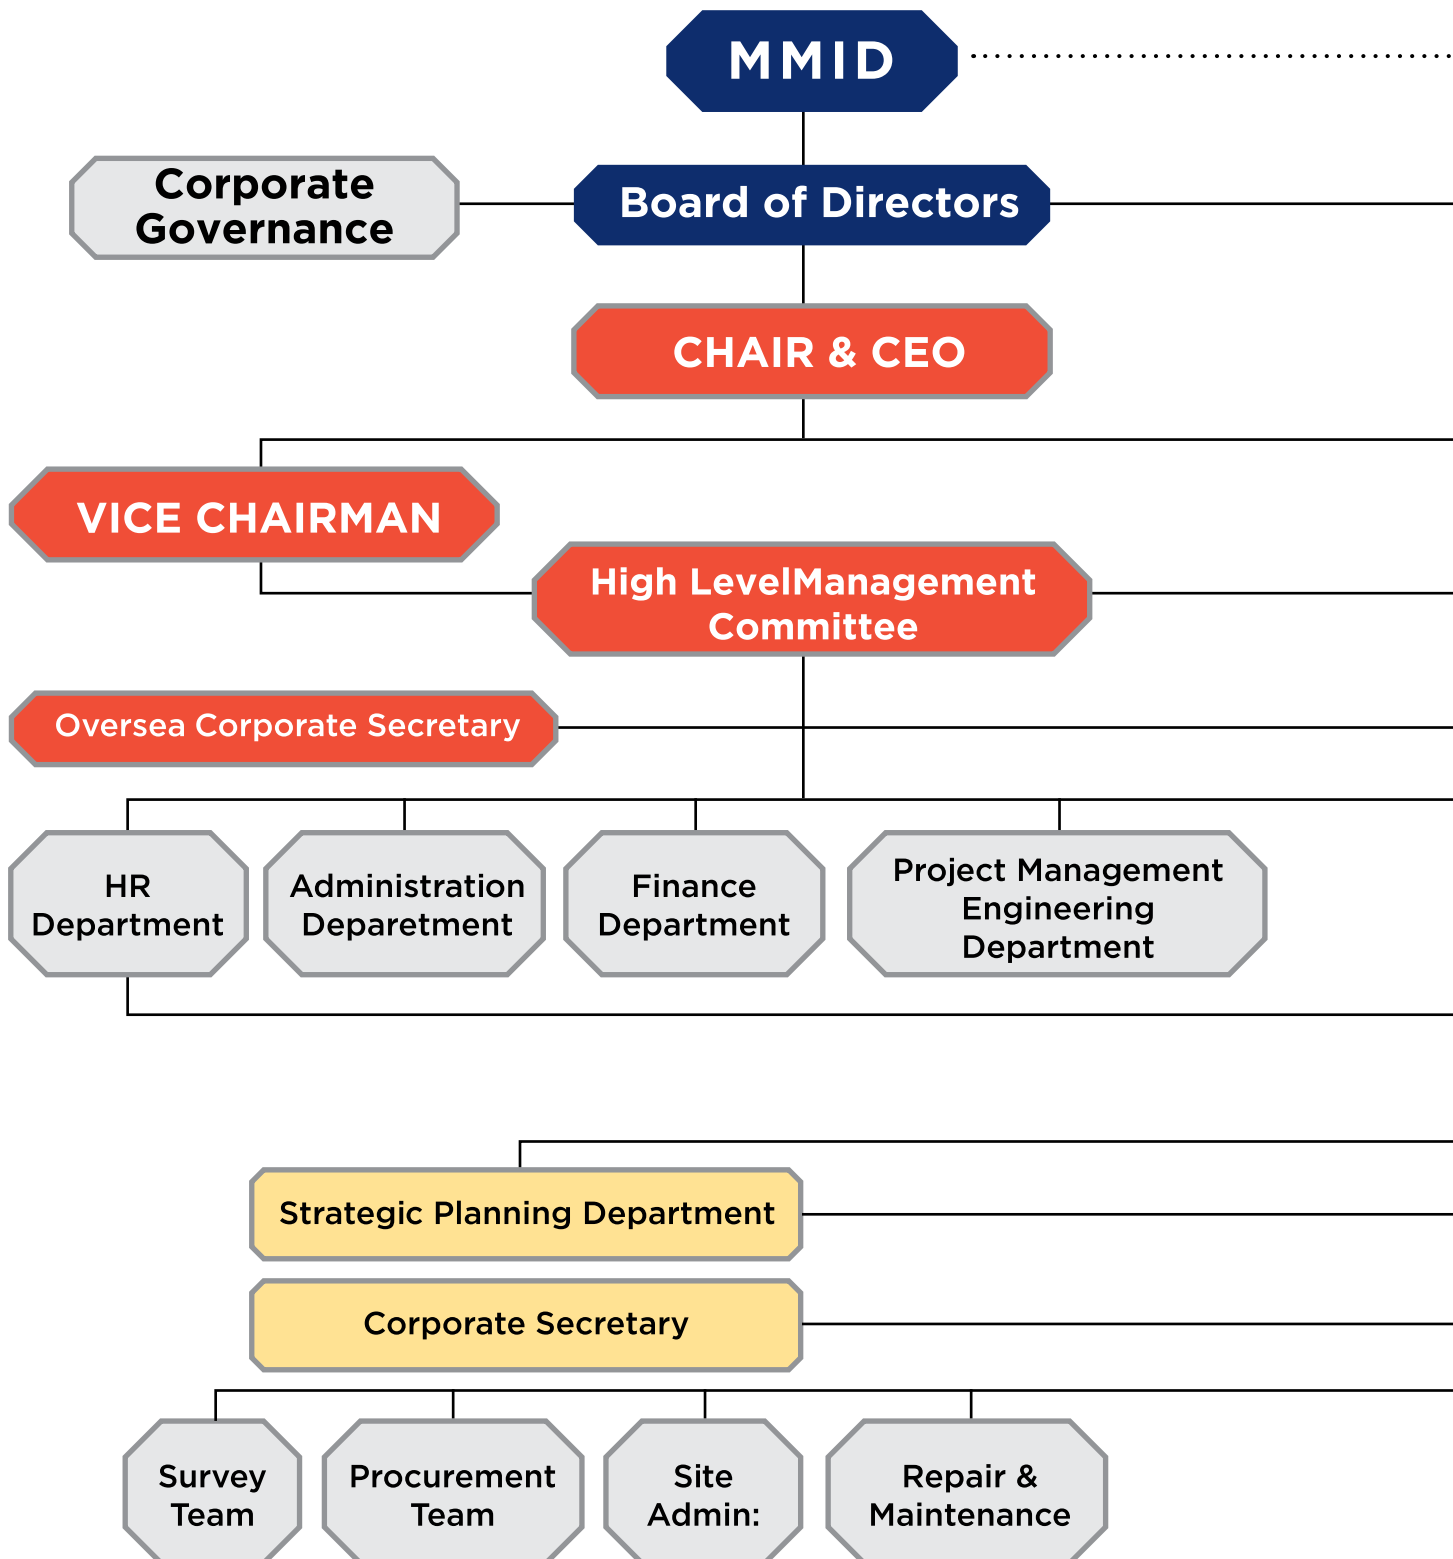 MMID
Corporate
Governance
Board of Directors
CHAIR & CEO
VICE CHAIRMAN
High LevelManagement
Committee
Oversea Corporate Secretary
HR
Department
Administration
Deparetment
Finance
Department
Project Management
Engineering
Department
Strategic Planning Department
Corporate Secretary
Survey
Team
Procurement
Team
Site
Admin:
Repair &
Maintenance